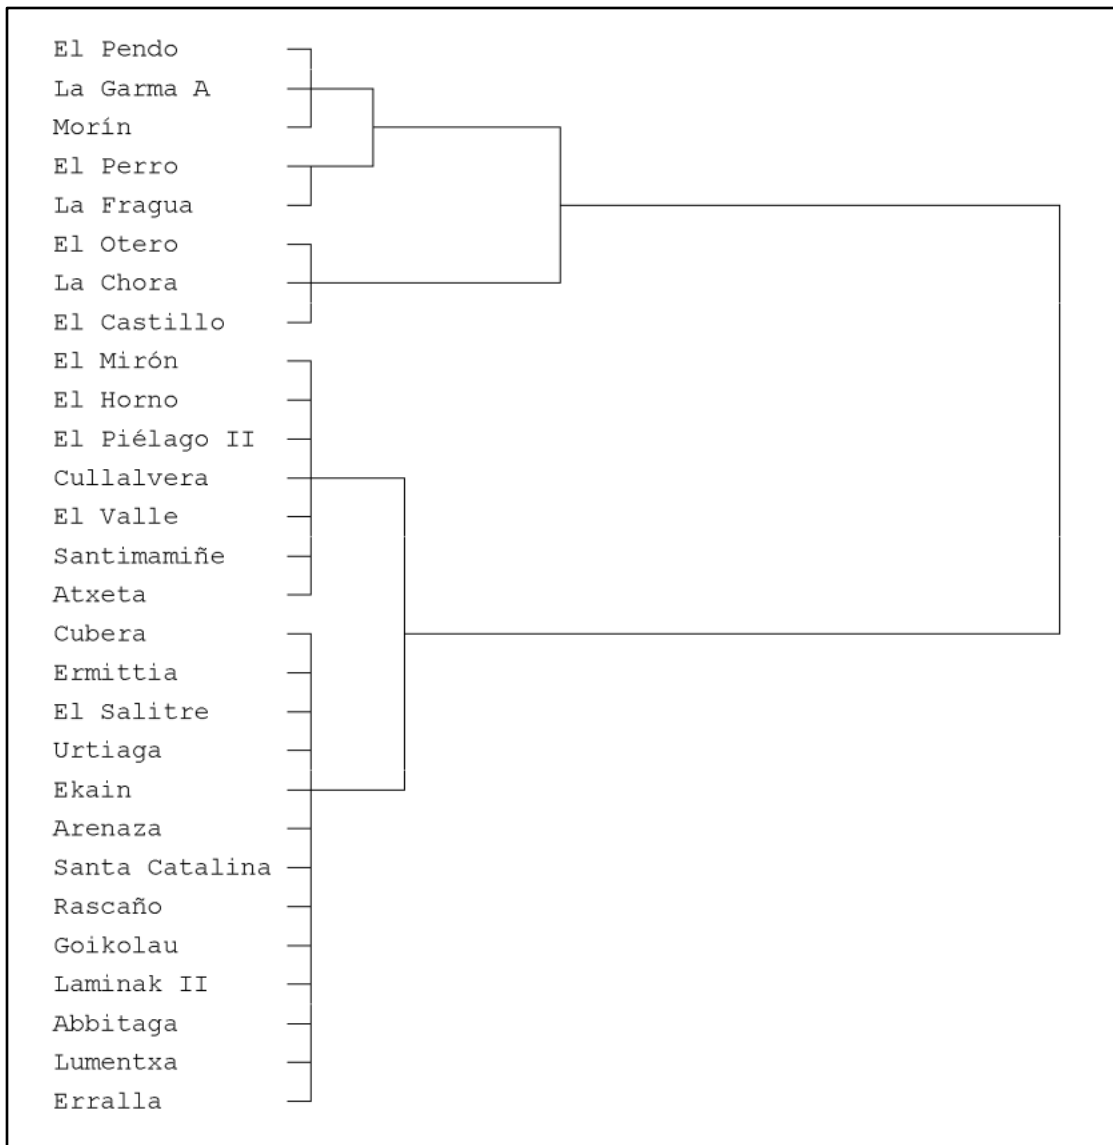 El Pendo
La Garma A
Morín
El Perro
La Fragua
El Otero
La Chora
El Castillo
El Mirón
El Horno
El Piélago II
Cullalvera
El Valle
Santimamiñe
Atxeta
Cubera
Ermittia
El Salitre
Urtiaga
Ekain
Arenaza
Santa Catalina
Rascaño
Goikolau
Laminak II
Abbitaga
Lumentxa
Erralla